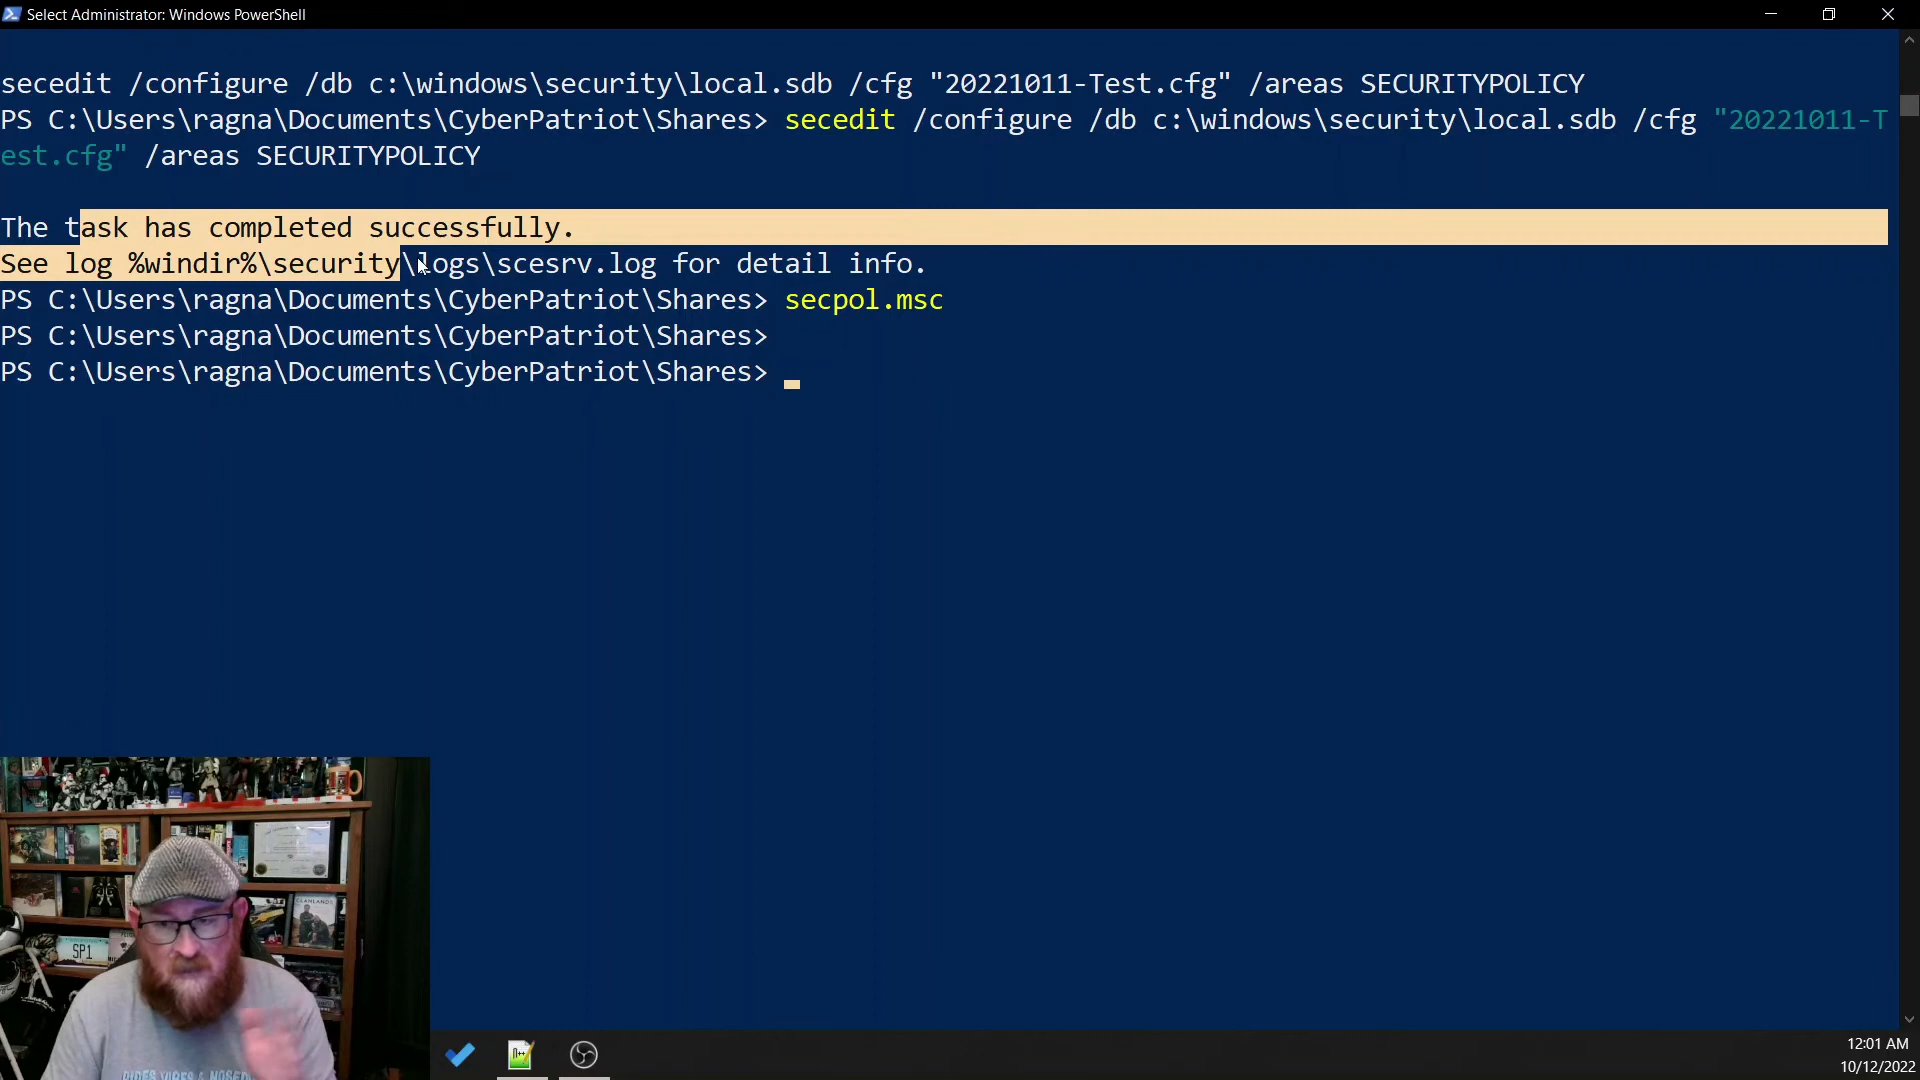 Select Administrator: Windows PowerShell
secedit /configure /db c:\windows\security\local.sdb /cfg "20221011-Test.cfg" /areas SECURITYPOLICY
PS C:\Users\ragna\Documents\CyberPatriot\Shares> secedit /configure /db c:\windows\security\local.sdb /cfg "20221011-T
est.cfg" /areas SECURITYPOLICY
The task has completed successfully.
See log %windir%\security\logs\scesrv.log for detail info.
PS C:\Users\ragna\Documents\CyberPatriot\Shares> secpol.msc
PS C:\Users\ragna\Documents\CyberPatriot\Shares>
PS C:\Users\ragna\Documents\CyberPatriot\Shares>
CLANLANDS
SP1
12:01 AM
10/12/2022